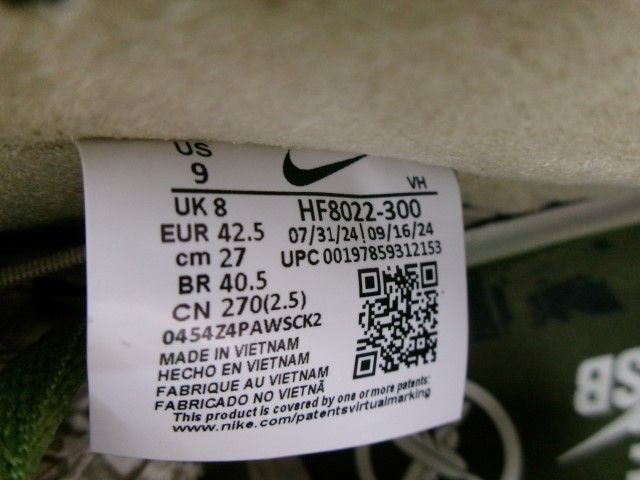 US
9
VH
UK 8
HF8022-300
EUR 42.5
07/31/24|09/16/24
cm 27
UPC 00197859312153
BR 40.5
CN 270(2.5)
0454Z4PAWSCK2
MADE IN VIETNAM
HECHO EN VIETNAM
FABRIQUE AU VIETNAM
FABRICADO NO VIETNÃ
This product is covered by one or more patents:
www.nike.com/patentsvirtualmarking
SB